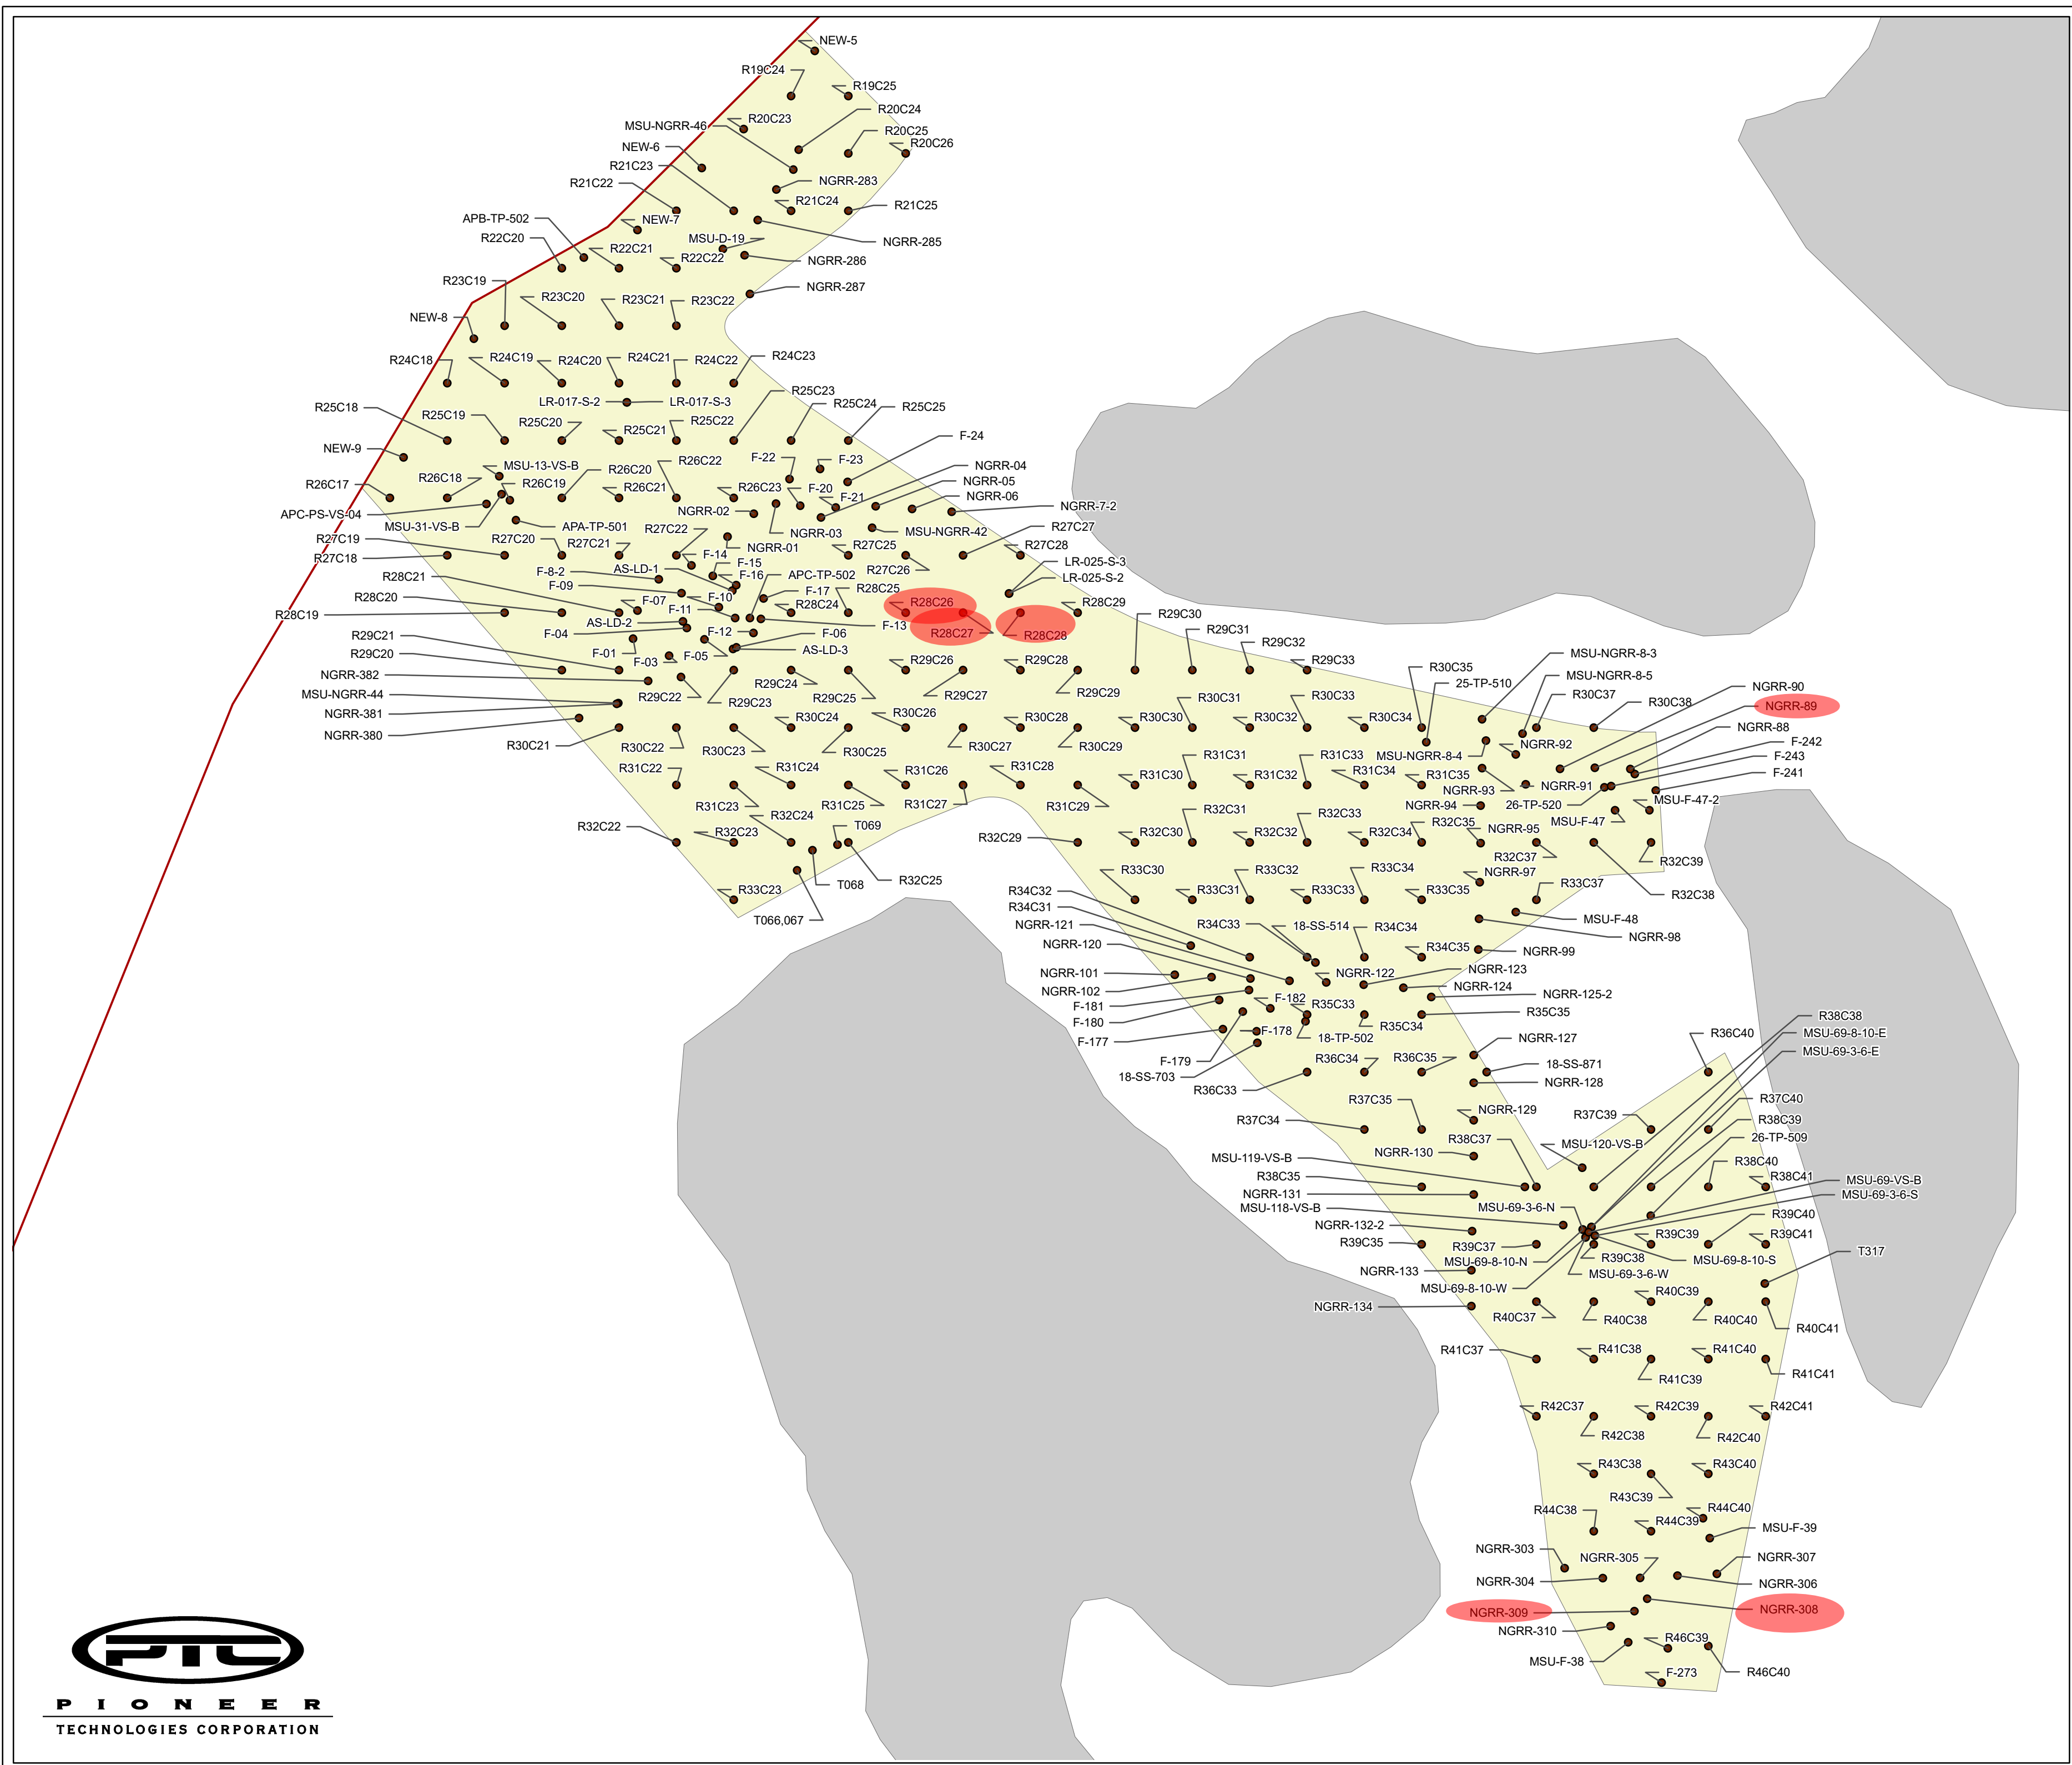 NEW-5
R19C24
R19C25
R20C24
R20C23
MSU-NGRR-46
R20C25
R20C26
NEW-6
R21C23
NGRR-283
R21C22
R21C24
R21C25
APB-TP-502
NEW-7
R22C20
MSU-D-19
NGRR-285
R22C21
R22C22
NGRR-286
R23C19
NGRR-287
R23C20
R23C21
R23C22
NEW-8
R24C18
R24C19
R24C20
R24C21
R24C22
R24C23
LR-017-S-2
LR-017-S-3
R25C23
R25C18
R25C19
R25C20
R25C21
R25C22
R25C24
R25C25
F-24
NEW-9
F-22
F-23
MSU-13-VS-B
R26C20
R26C22
NGRR-04
R26C17
R26C18
R26C19
R26C21
R26C23
F-20
F-21
NGRR-05
NGRR-06
NGRR-7-2
APC-PS-VS-04
NGRR-02
MSU-31-VS-B
APA-TP-501
R27C22
NGRR-03
MSU-NGRR-42
R27C27
R27C19
R27C20
R27C21
NGRR-01
R27C25
R27C28
R27C18
F-14
F-15
LR-025-S-3
F-8-2
AS-LD-1
F-16
APC-TP-502
R27C26
LR-025-S-2
R28C21
F-09
F-17
R28C25
R28C20
F-07
F-10
F-11
R28C24
R28C26
R28C29
R28C19
AS-LD-2
F-13
R29C30
R28C27
R28C28
R29C21
F-04
F-12
F-06
R29C31
R29C20
F-01
F-03
F-05
AS-LD-3
R29C32
NGRR-382
R29C26
R29C28
R29C33
R30C35
MSU-NGRR-8-3
MSU-NGRR-44
R29C22
R29C23
R29C24
R29C25
R29C27
R29C29
25-TP-510
MSU-NGRR-8-5
NGRR-90
NGRR-381
R30C31
R30C33
R30C37
R30C38
NGRR-89
NGRR-380
R30C24
R30C26
R30C28
R30C30
R30C32
R30C34
NGRR-88
R30C21
R30C22
R30C23
R30C25
R30C27
R30C29
NGRR-92
F-242
R31C22
R31C24
R31C26
R31C28
R31C31
R31C33
MSU-NGRR-8-4
F-243
R31C30
R31C32
R31C34
R31C35
F-241
R31C23
R31C25
R31C27
R31C29
NGRR-93
NGRR-91
R32C24
T069
R32C31
R32C33
NGRR-94
26-TP-520
MSU-F-47-2
R32C22
R32C23
R32C29
R32C30
R32C32
R32C34
R32C35
NGRR-95
MSU-F-47
R32C37
R32C39
R33C23
T068
R32C25
R33C30
R33C32
R33C34
NGRR-97
R33C37
R32C38
T066,067
R34C32
R33C31
R33C33
R33C35
R34C31
MSU-F-48
NGRR-121
R34C33
18-SS-514
R34C34
NGRR-98
NGRR-120
R34C35
NGRR-99
NGRR-101
NGRR-122
NGRR-123
NGRR-102
NGRR-124
F-181
F-182
R35C33
NGRR-125-2
F-180
R35C34
R35C35
R38C38
F-177
F-178
18-TP-502
NGRR-127
R36C40
MSU-69-8-10-E
F-179
R36C34
R36C35
18-SS-871
MSU-69-3-6-E
18-SS-703
NGRR-128
R36C33
R37C35
NGRR-129
R37C39
R37C40
R37C34
R38C39
R38C37
MSU-120-VS-B
26-TP-509
MSU-119-VS-B
NGRR-130
R38C40
R38C35
R38C41
MSU-69-VS-B
NGRR-131
MSU-69-3-6-S
MSU-118-VS-B
MSU-69-3-6-N
R39C40
NGRR-132-2
R39C39
R39C41
R39C35
R39C37
R39C38
T317
MSU-69-8-10-N
MSU-69-8-10-S
NGRR-133
MSU-69-3-6-W
MSU-69-8-10-W
R40C39
NGRR-134
R40C37
R40C38
R40C40
R40C41
R41C37
R41C38
R41C40
R41C39
R41C41
R42C37
R42C39
R42C41
R42C38
R42C40
R43C38
R43C40
R43C39
R44C38
R44C40
R44C39
MSU-F-39
NGRR-303
NGRR-305
NGRR-307
NGRR-304
NGRR-306
NGRR-309
NGRR-308
NGRR-310
R46C39
MSU-F-38
F-273
R46C40
PTC
PIONEER
TECHNOLOGIES CORPORATION